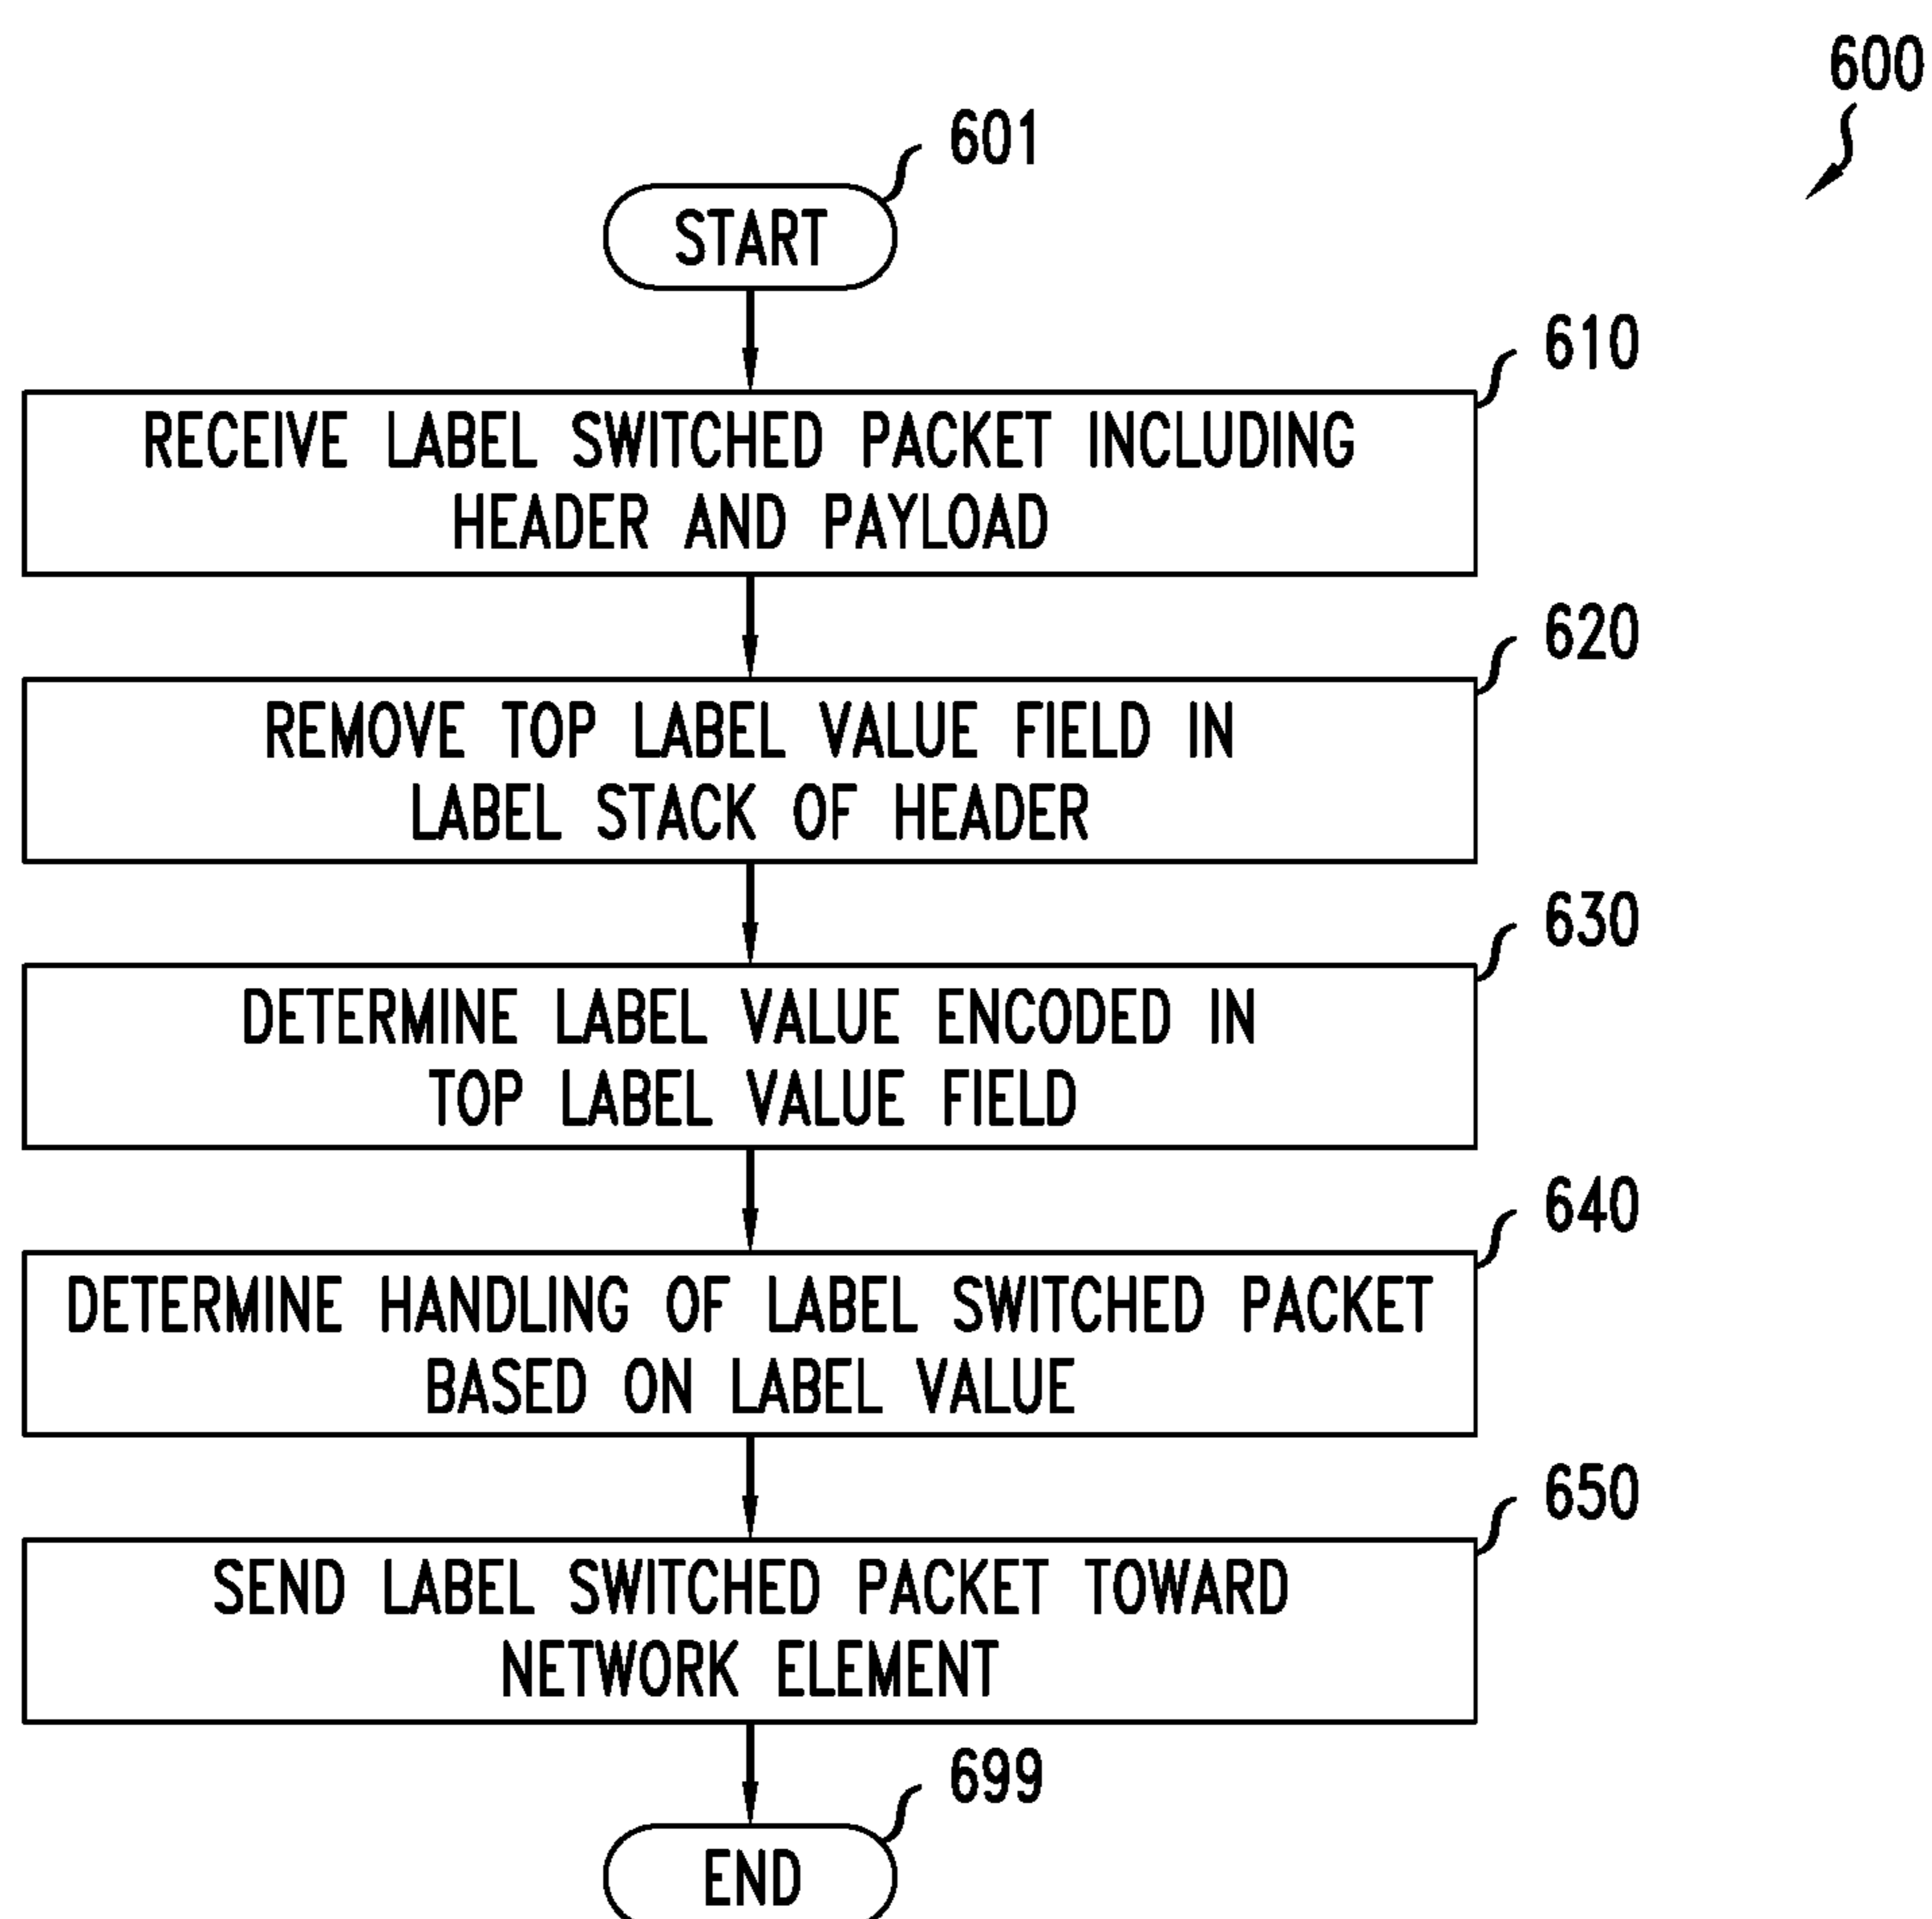 600
601
START
610
RECEIVE LABEL SWITCHED PACKET INCLUDING
HEADER AND PAYLOAD
620
REMOVE TOP LABEL VALUE FIELD IN
LABEL STACK OF HEADER
630
DETERMINE LABEL VALUE ENCODED IN
TOP LABEL VALUE FIELD
640
DETERMINE HANDLING OF LABEL SWITCHED PACKET
BASED ON LABEL VALUE
650
SEND LABEL SWITCHED PACKET TOWARD
NETWORK ELEMENT
699
END